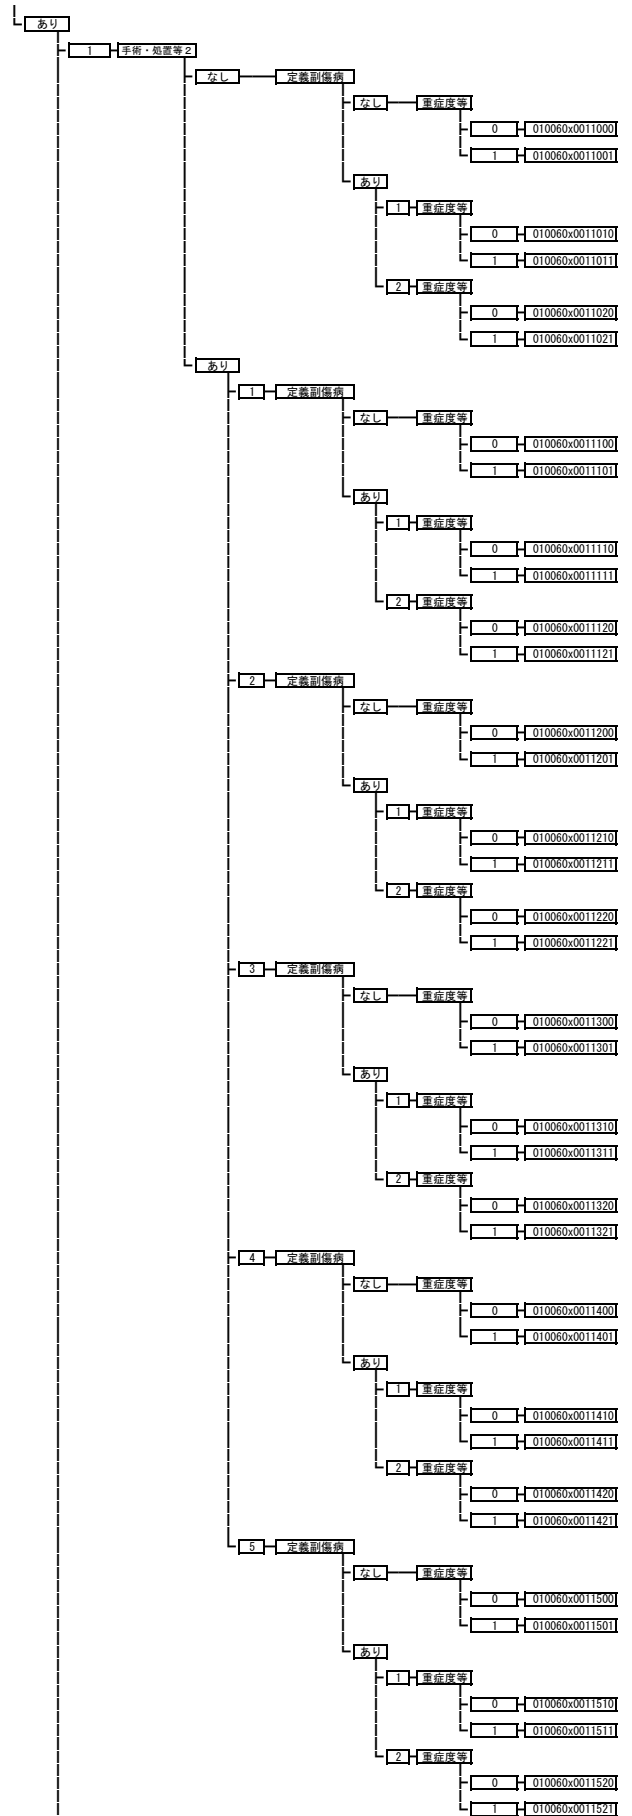 あり
1 手術・処置等2
なし 定義副傷病
なし 重症度等
0 010060x0011000
1 010060x0011001
あり
1 重症度等
0 010060x0011010
1 010060x0011011
2 重症度等
0 010060x0011020
1 010060x0011021
あり
1 定義副傷病
なし 重症度等
0 010060x0011100
1 010060x0011101
あり
1 重症度等
0 010060x0011110
1 010060x0011111
2 重症度等
0 010060x0011120
1 010060x0011121
2 定義副傷病
なし 重症度等
0 010060x0011200
1 010060x0011201
あり
1 重症度等
0 010060x0011210
1 010060x0011211
2 重症度等
0 010060x0011220
1 010060x0011221
3 定義副傷病
なし 重症度等
0 010060x0011300
1 010060x0011301
あり
1 重症度等
0 010060x0011310
1 010060x0011311
2 重症度等
0 010060x0011320
1 010060x0011321
4 定義副傷病
なし 重症度等
0 010060x0011400
1 010060x0011401
あり
1 重症度等
0 010060x0011410
1 010060x0011411
2 重症度等
0 010060x0011420
1 010060x0011421
5 定義副傷病
なし 重症度等
0 010060x0011500
1 010060x0011501
あり
1 重症度等
0 010060x0011510
1 010060x0011511
2 重症度等
0 010060x0011520
1 010060x0011521